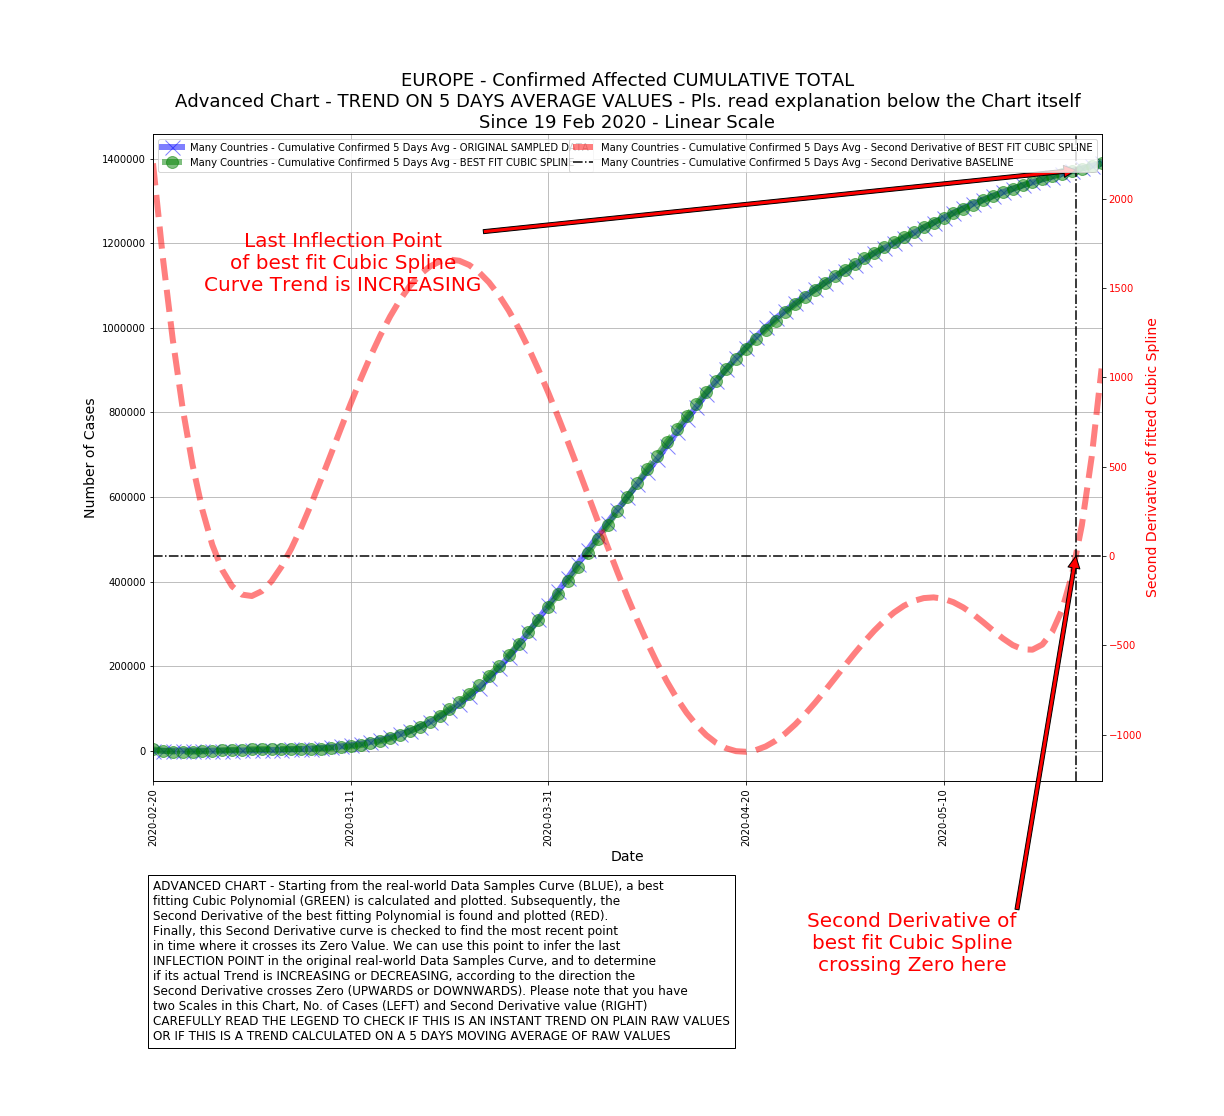 EUROPE - Confirmed Affected CUMULATIVE TOTAL
Advanced Chart - TREND ON 5 DAYS AVERAGE VALUES - Pls. read explanation below the Chart itself
Since 19 Feb 2020 - Linear Scale
Many Countries - Cumulative Confirmed 5 Days Avg - ORIGINAL SAMPLED DATA
Many Countries - Cumulative Confirmed 5 Days Avg - BEST FIT CUBIC SPLINE
Many Countries - Cumulative Confirmed 5 Days Avg - Second Derivative of BEST FIT CUBIC SPLINE
Many Countries - Cumulative Confirmed 5 Days Avg - Second Derivative BASELINE
Last Inflection Point
of best fit Cubic Spline
Curve Trend is INCREASING
Number of Cases
1400000
1200000
1000000
800000
600000
400000
200000
0
Second Derivative of fitted Cubic Spline
2000
1500
1000
500
0
−500
−1000
2020-02-20
2020-03-11
2020-03-31
2020-04-20
2020-05-10
Date
Second Derivative of
best fit Cubic Spline
crossing Zero here
ADVANCED CHART - Starting from the real-world Data Samples Curve (BLUE), a best
fitting Cubic Polynomial (GREEN) is calculated and plotted. Subsequently, the
Second Derivative of the best fitting Polynomial is found and plotted (RED).
Finally, this Second Derivative curve is checked to find the most recent point
in time where it crosses its Zero Value. We can use this point to infer the last
INFLECTION POINT in the original real-world Data Samples Curve, and to determine
if its actual Trend is INCREASING or DECREASING, according to the direction the
Second Derivative crosses Zero (UPWARDS or DOWNWARDS). Please note that you have
two Scales in this Chart, No. of Cases (LEFT) and Second Derivative value (RIGHT)
CAREFULLY READ THE LEGEND TO CHECK IF THIS IS AN INSTANT TREND ON PLAIN RAW VALUES
OR IF THIS IS A TREND CALCULATED ON A 5 DAYS MOVING AVERAGE OF RAW VALUES